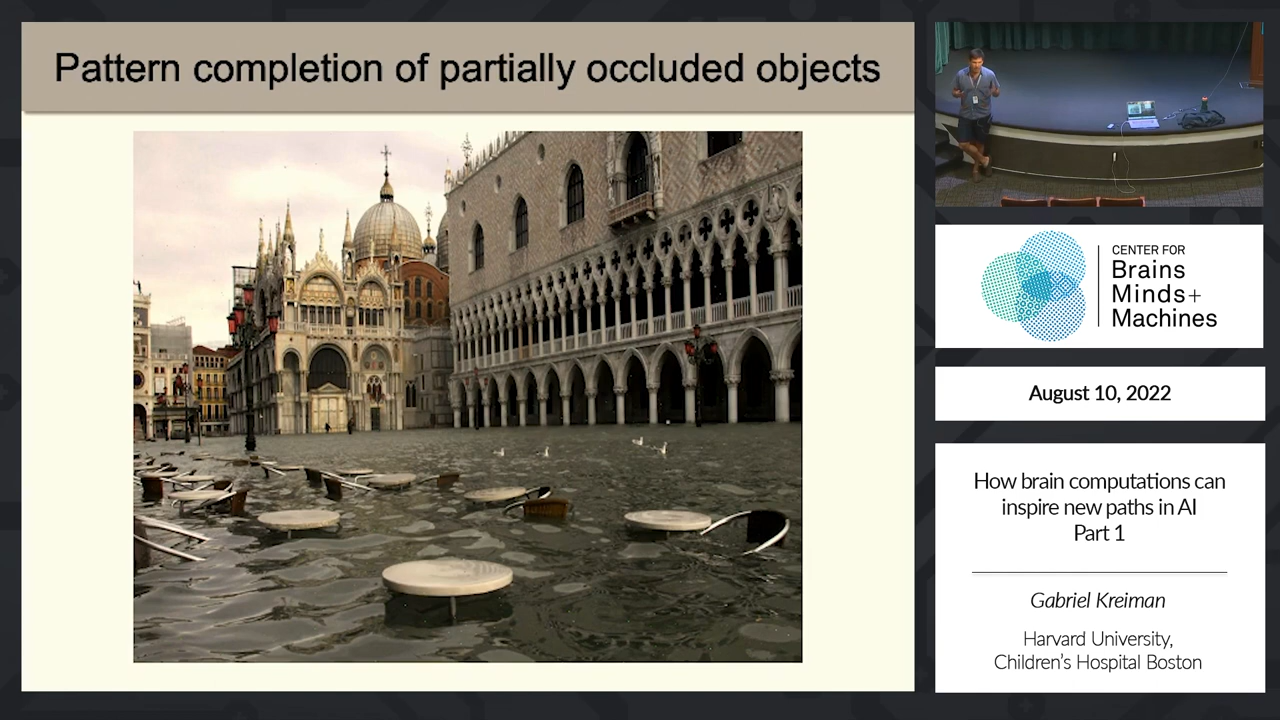 Pattern completion of partially occluded objects
CENTER FOR
Brains
Minds+
Machines
August 10, 2022
How brain computations can
inspire new paths in AI
Part 1
Gabriel Kreiman
Harvard University,
Children's Hospital Boston